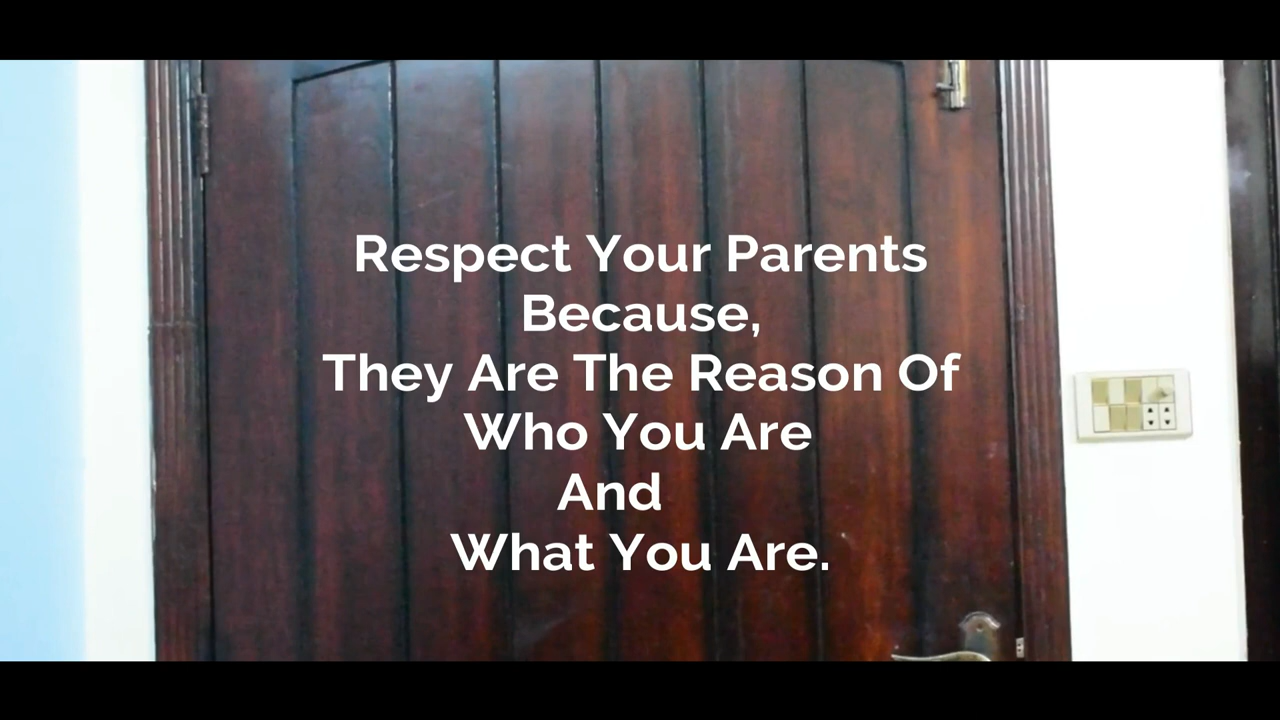 Respect Your Parents
Because,
They Are The Reason Of
Who You Are
And
What You Are.